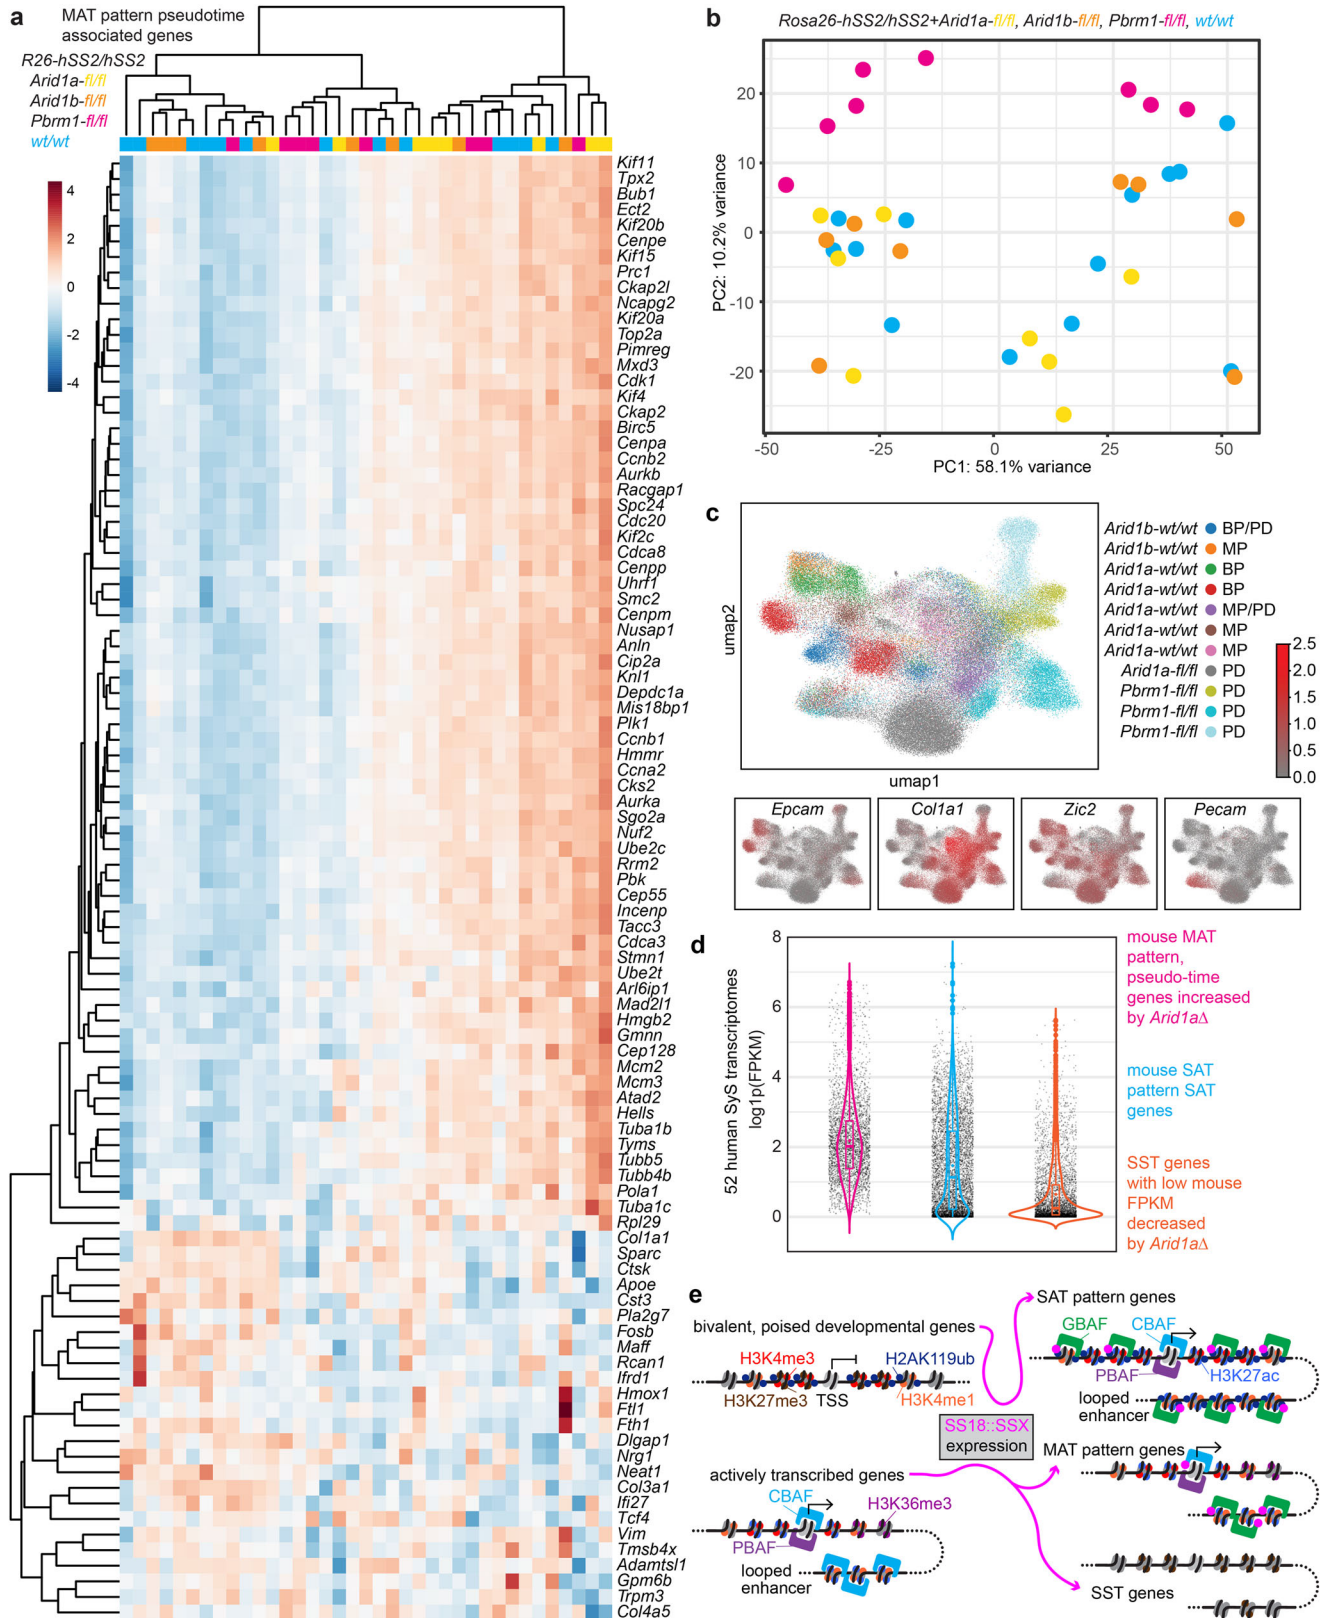 a
MAT pattern pseudotime
associated genes
R26-hSS2/hSS2
Arid1a-fl/fl
Arid1b-fl/fl
Pbrm1-fl/fl
wt/wt
4
2
0
-2
-4
Kif11
Tpx2
Bub1
Ect2
Kif20b
Cenpe
Kif15
Prc1
Ckap2l
Ncapg2
Kif20a
Top2a
Pimreg
Mxd3
Cdk1
Kif4
Ckap2
Birc5
Cenpa
Ccnb2
Aurkb
Racgap1
Spc24
Cdc20
Kif2c
Cdca8
Cenpp
Uhrf1
Smc2
Cenpm
Nusap1
Anln
Cip2a
Knl1
Depdc1a
Mis18bp1
Plk1
Ccnb1
Hmmr
Ccna2
Cks2
Aurka
Sgo2a
Nuf2
Ube2c
Rrm2
Pbk
Cep55
Incenp
Tacc3
Cdca3
Stmn1
Ube2t
Arl6ip1
Mad2l1
Hmgb2
Gmnn
Cep128
Mcm2
Mcm3
Atad2
Hells
Tuba1b
Tyms
Tubb5
Tubb4b
Pola1
Tuba1c
Rpl29
Col1a1
Sparc
Ctsk
Apoe
Cst3
Pla2g7
Fosb
Maff
Rcan1
Ifrd1
Hmox1
Ftl1
Fth1
Dlgap1
Nrg1
Neat1
Col3a1
Ifi27
Tcf4
Vim
Tmsb4x
Adamtsl1
Gpm6b
Trpm3
Col4a5
b
Rosa26-hSS2/hSS2+Arid1a-fl/fl, Arid1b-fl/fl, Pbrm1-fl/fl, wt/wt
PC2: 10.2% variance
20
10
0
-10
-20
-50
-25
0
25
50
PC1: 58.1% variance
c
umap2
umap1
Arid1b-wt/wt BP/PD
Arid1b-wt/wt MP
Arid1a-wt/wt BP
Arid1a-wt/wt BP
Arid1a-wt/wt MP/PD
Arid1a-wt/wt MP
Arid1a-wt/wt MP
Arid1a-fl/fl PD
Pbrm1-fl/fl PD
Pbrm1-fl/fl PD
Pbrm1-fl/fl PD
2.5
2.0
1.5
1.0
0.5
0.0
Epcam
Col1a1
Zic2
Pecam
d
52 human SyS transcriptomes
log1p(FPKM)
8
6
4
2
0
mouse MAT
pattern,
pseudo-time
genes increased
by Arid1aΔ
mouse SAT
pattern SAT
genes
SST genes
with low mouse
FPKM
decreased
by Arid1aΔ
e
bivalent, poised developmental genes
H3K4me3
H2AK119ub
H3K27me3
TSS
H3K4me1
SAT pattern genes
GBAF
CBAF
PBAF
H3K27ac
looped
enhancer
SS18::SSX
expression
MAT pattern genes
actively transcribed genes
CBAF
H3K36me3
PBAF
looped
enhancer
SST genes